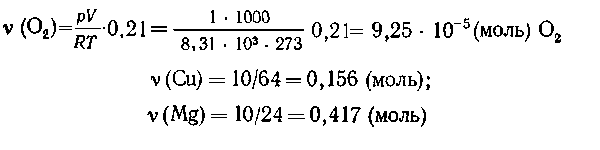 ν (O₂)=pV/RT·0,21= 1 · 1000/8,31 · 10³ · 273 0,21= 9,25 · 10⁻⁵(моль) O₂
ν (Cu) = 10/64 = 0,156 (моль);
ν (Mg) = 10/24 = 0,417 (моль)